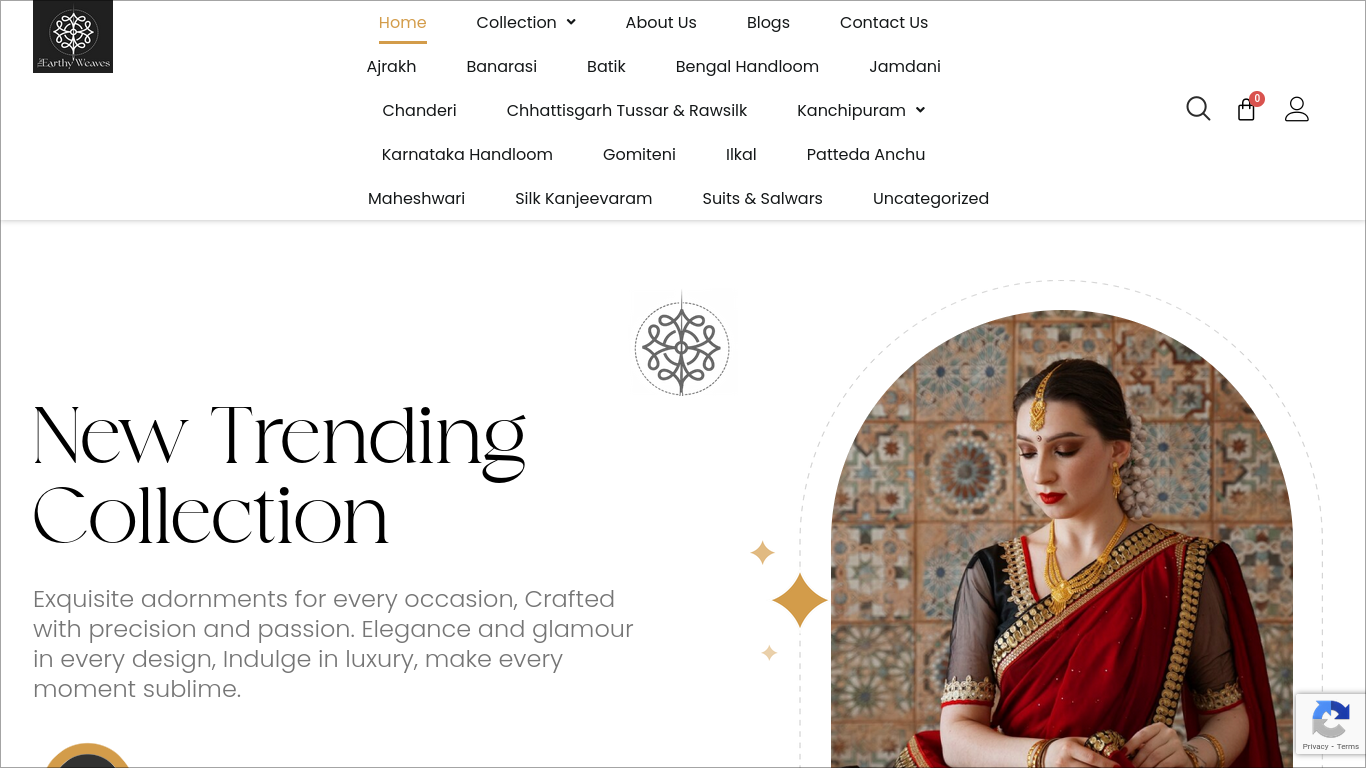 The Earthy Weaves
Home Collection About Us Blogs Contact Us
Ajrakh Banarasi Batik Bengal Handloom Jamdani
Chanderi Chhattisgarh Tussar & Rawsilk Kanchipuram
0
Karnataka Handloom Gomiteni Ilkal Patteda Anchu
Maheshwari Silk Kanjeevaram Suits & Salwars Uncategorized
New Trending
Collection
Exquisite adornments for every occasion, Crafted
with precision and passion. Elegance and glamour
in every design, Indulge in luxury, make every
moment sublime.
Privacy - Terms